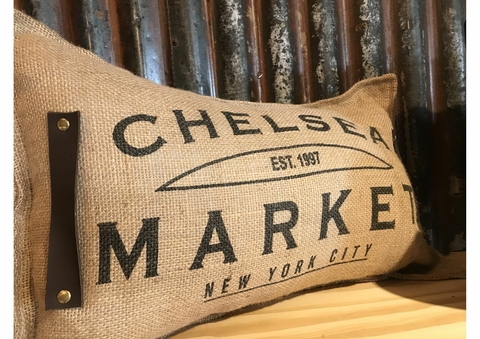 CHELSEA
EST. 1997
MARKET
NEW YORK CITY